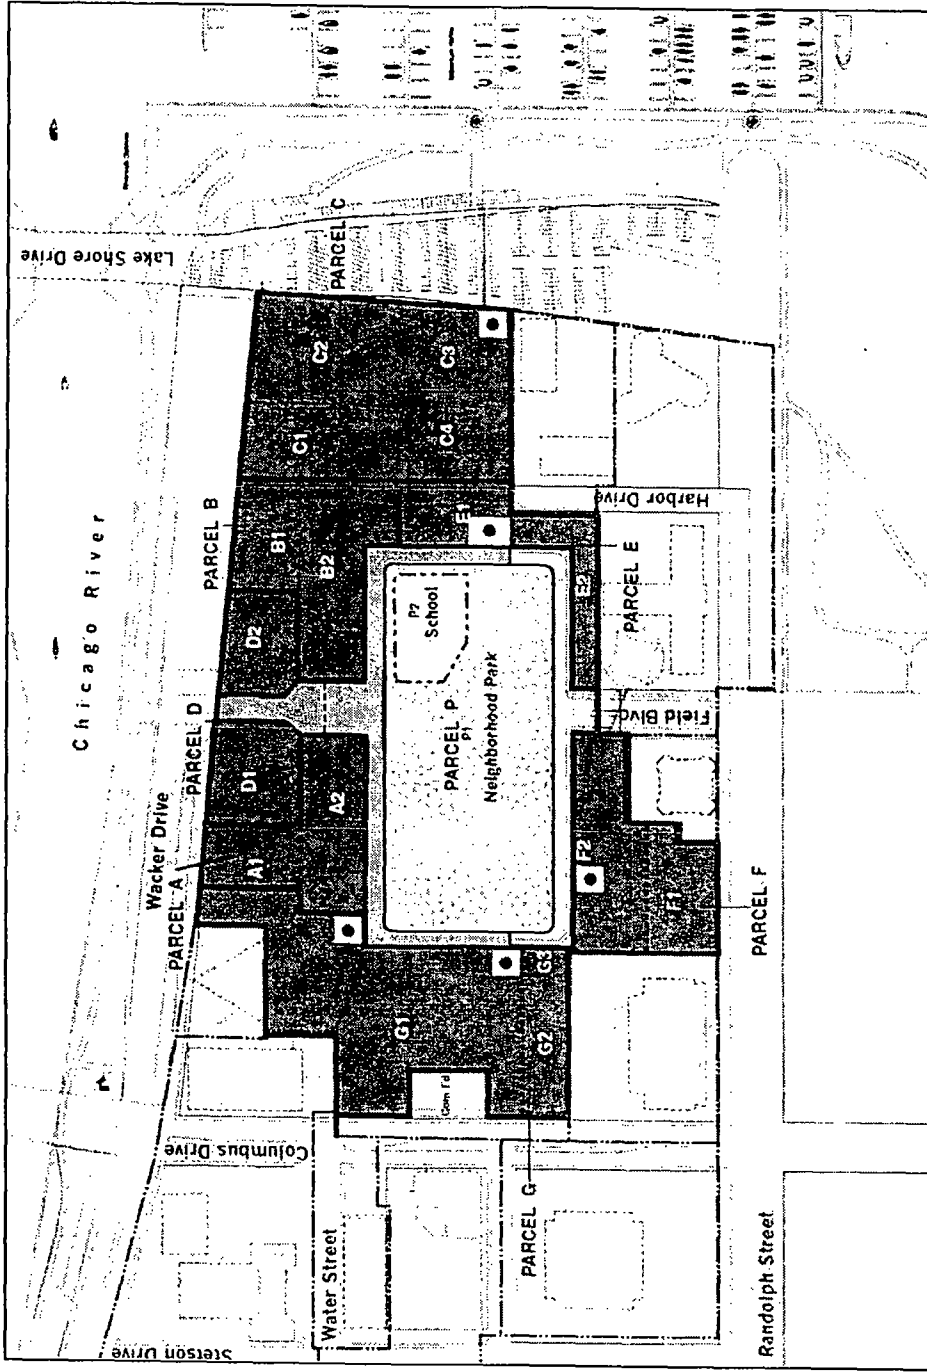 Chicago River
Lake Shore Drive
Wacker Drive
PARCEL A
PARCEL D
PARCEL B
PARCEL C
A1
D1
D2
B1
C1
C2
A2
B2
C4
C3
E1
G1
G2
G3
Com Ed
PARCEL P
P1
Neighborhood Park
P2
School
F2
F1
E2
PARCEL E
PARCEL F
PARCEL G
Harbor Drive
Field Blvd
Columbus Drive
Water Street
Stetson Drive
Randolph Street